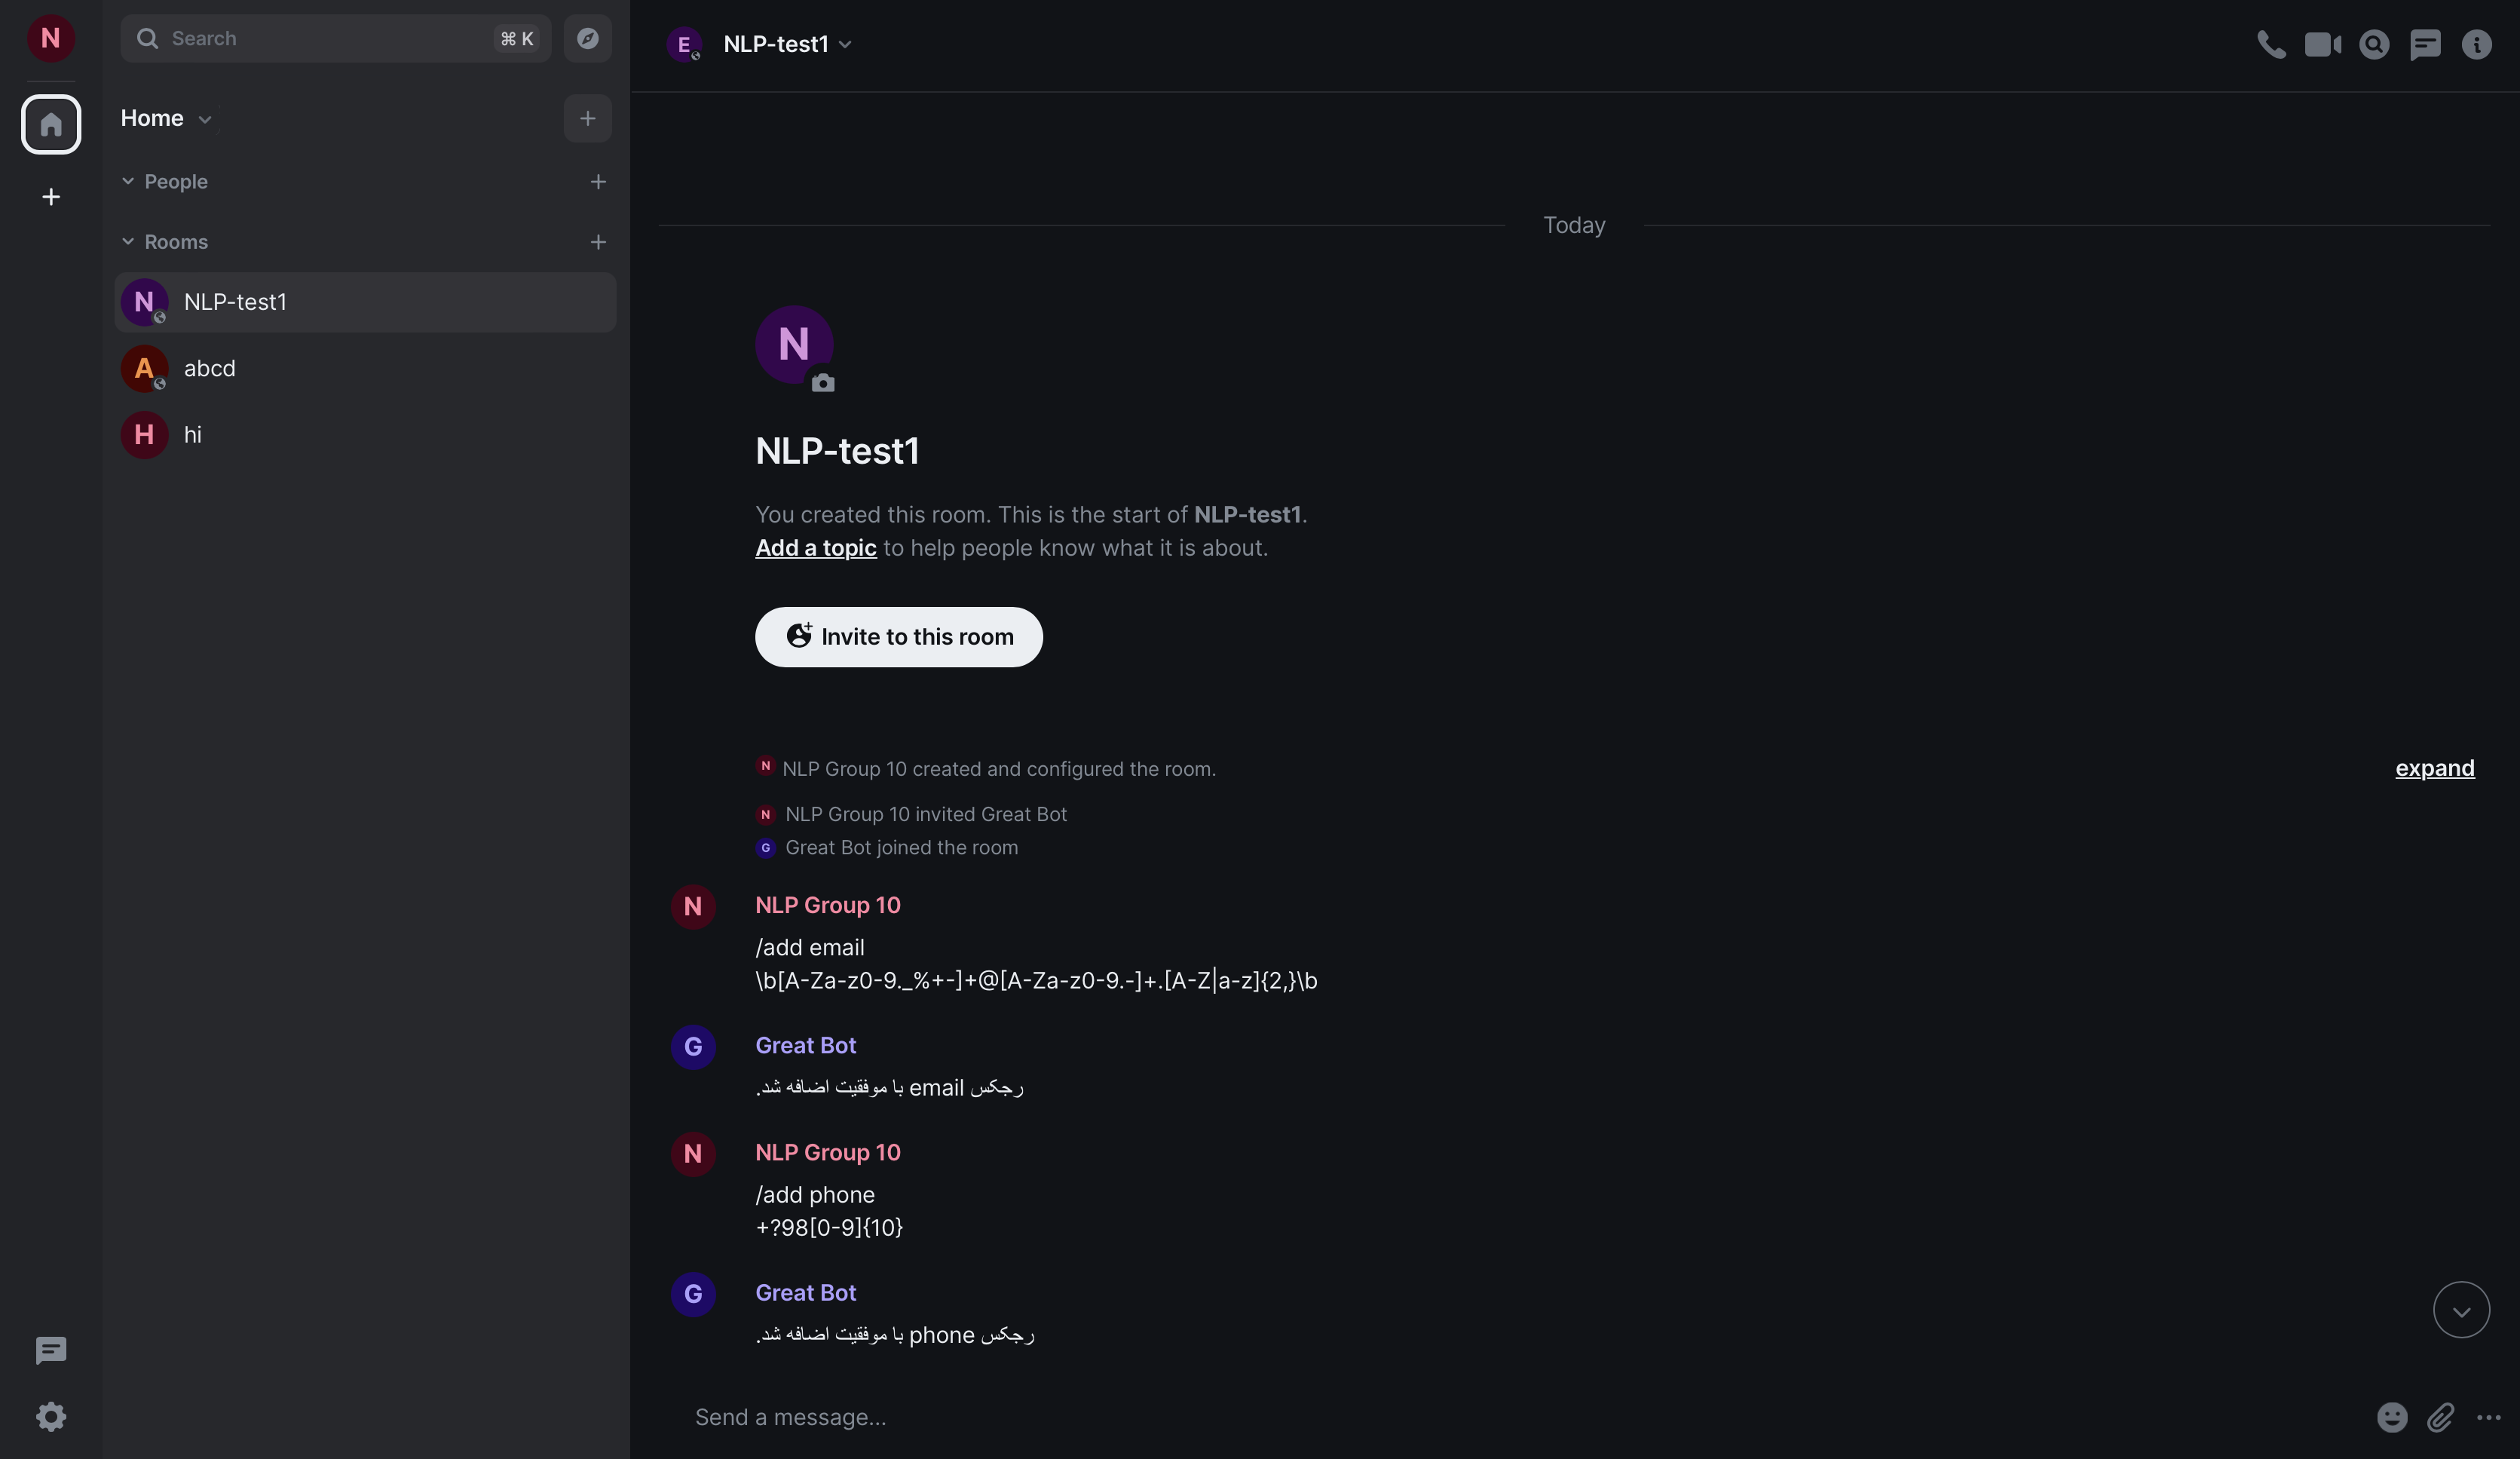 N
Search
⌘ K
Home
People
Rooms
N
NLP-test1
A
abcd
H
hi
E
NLP-test1
Today
N
NLP-test1
You created this room. This is the start of NLP-test1.
Add a topic to help people know what it is about.
Invite to this room
N NLP Group 10 created and configured the room.
expand
N NLP Group 10 invited Great Bot
G Great Bot joined the room
N
NLP Group 10
/add email
\b[A-Za-z0-9._%+-]+@[A-Za-z0-9.-]+.[A-Z|a-z]{2,}\b
G
Great Bot
رجکس email با موفقیت اضافه شد.
N
NLP Group 10
/add phone
+?98[0-9]{10}
G
Great Bot
رجکس phone با موفقیت اضافه شد.
Send a message…